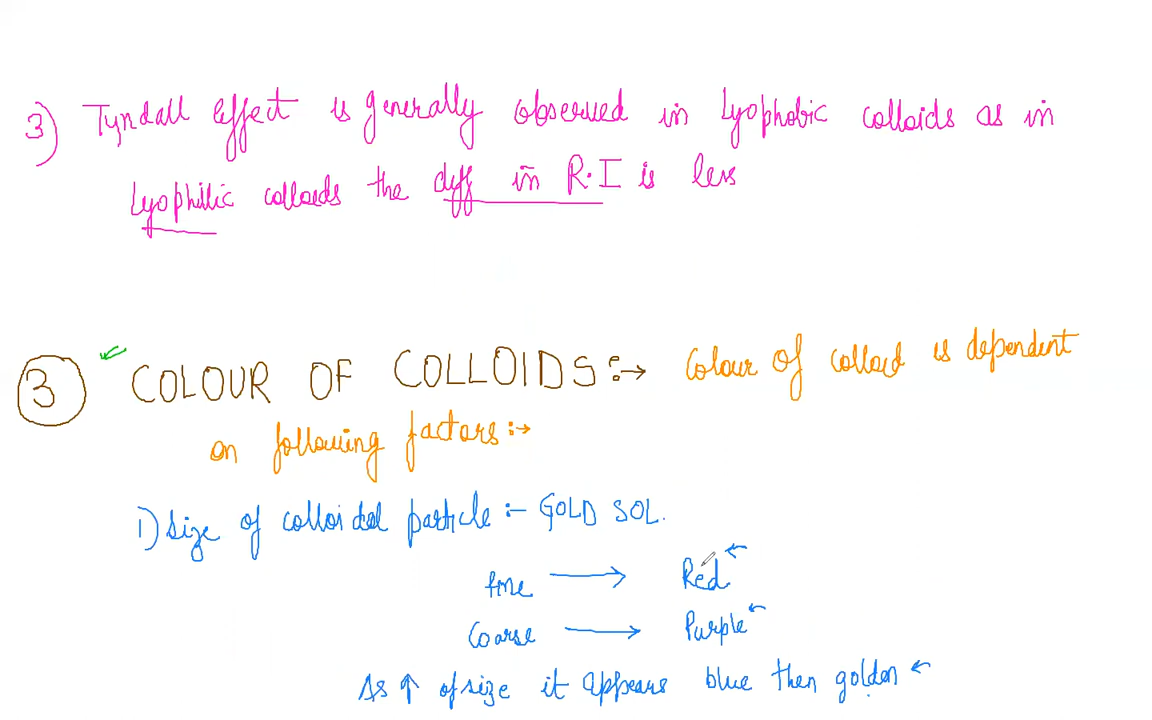 3) Tyndall effect is generally observed in lyophobic colloids as in
lyophilic colloids the diff in R.I is less
3 COLOUR OF COLLOIDS :→ Colour of colloid is dependent
on following factors :→
1) Size of colloidal particle :- GOLD SOL.
fine → Red ←
Coarse → Purple ←
As ↑ of size it appears blue then golden ←